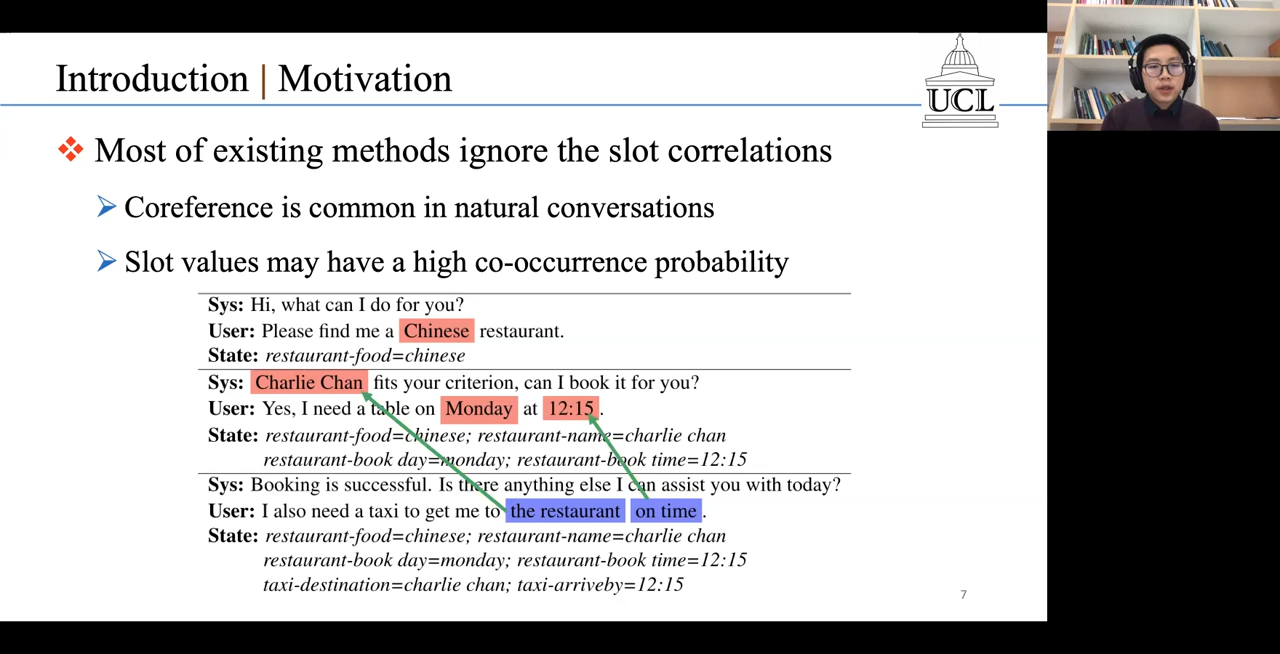 Introduction | Motivation
UCL
Most of existing methods ignore the slot correlations
Coreference is common in natural conversations
Slot values may have a high co-occurrence probability
Sys: Hi, what can I do for you?
User: Please find me a Chinese restaurant.
State: restaurant-food=chinese
Sys: Charlie Chan fits your criterion, can I book it for you?
User: Yes, I need a table on Monday at 12:15.
State: restaurant-food=chinese; restaurant-name=charlie chan
restaurant-book day=monday; restaurant-book time=12:15
Sys: Booking is successful. Is there anything else I can assist you with today?
User: I also need a taxi to get me to the restaurant on time.
State: restaurant-food=chinese; restaurant-name=charlie chan
restaurant-book day=monday; restaurant-book time=12:15
taxi-destination=charlie chan; taxi-arriveby=12:15
7